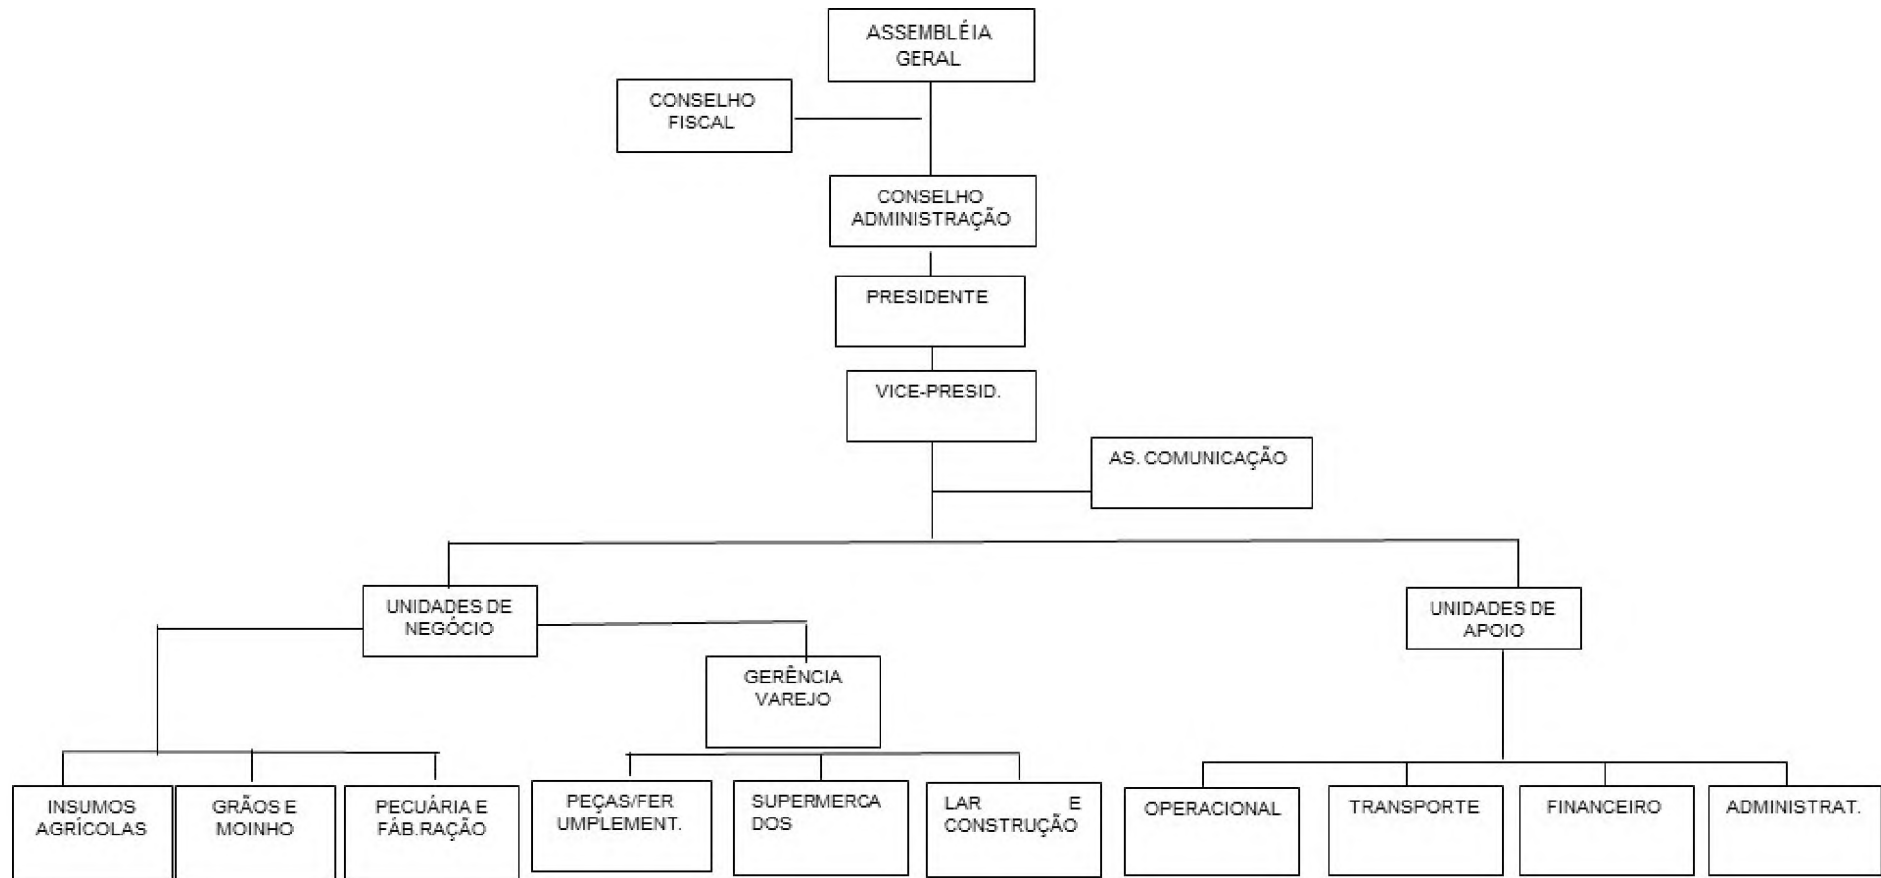 ASSEMBLÉIA
GERAL
CONSELHO
FISCAL
CONSELHO
ADMINISTRAÇÃO
PRESIDENTE
VICE-PRESID.
AS. COMUNICAÇÃO
UNIDADES DE
NEGÓCIO
UNIDADES DE
APOIO
GERÊNCIA
VAREJO
INSUMOS
AGRÍCOLAS
GRÃOS E
MOINHO
PECUÁRIA E
FÁB.RAÇÃO
PEÇAS/FER
UMPLEMENT.
SUPERMERCA
DOS
LAR E
CONSTRUÇÃO
OPERACIONAL
TRANSPORTE
FINANCEIRO
ADMINISTRAT.